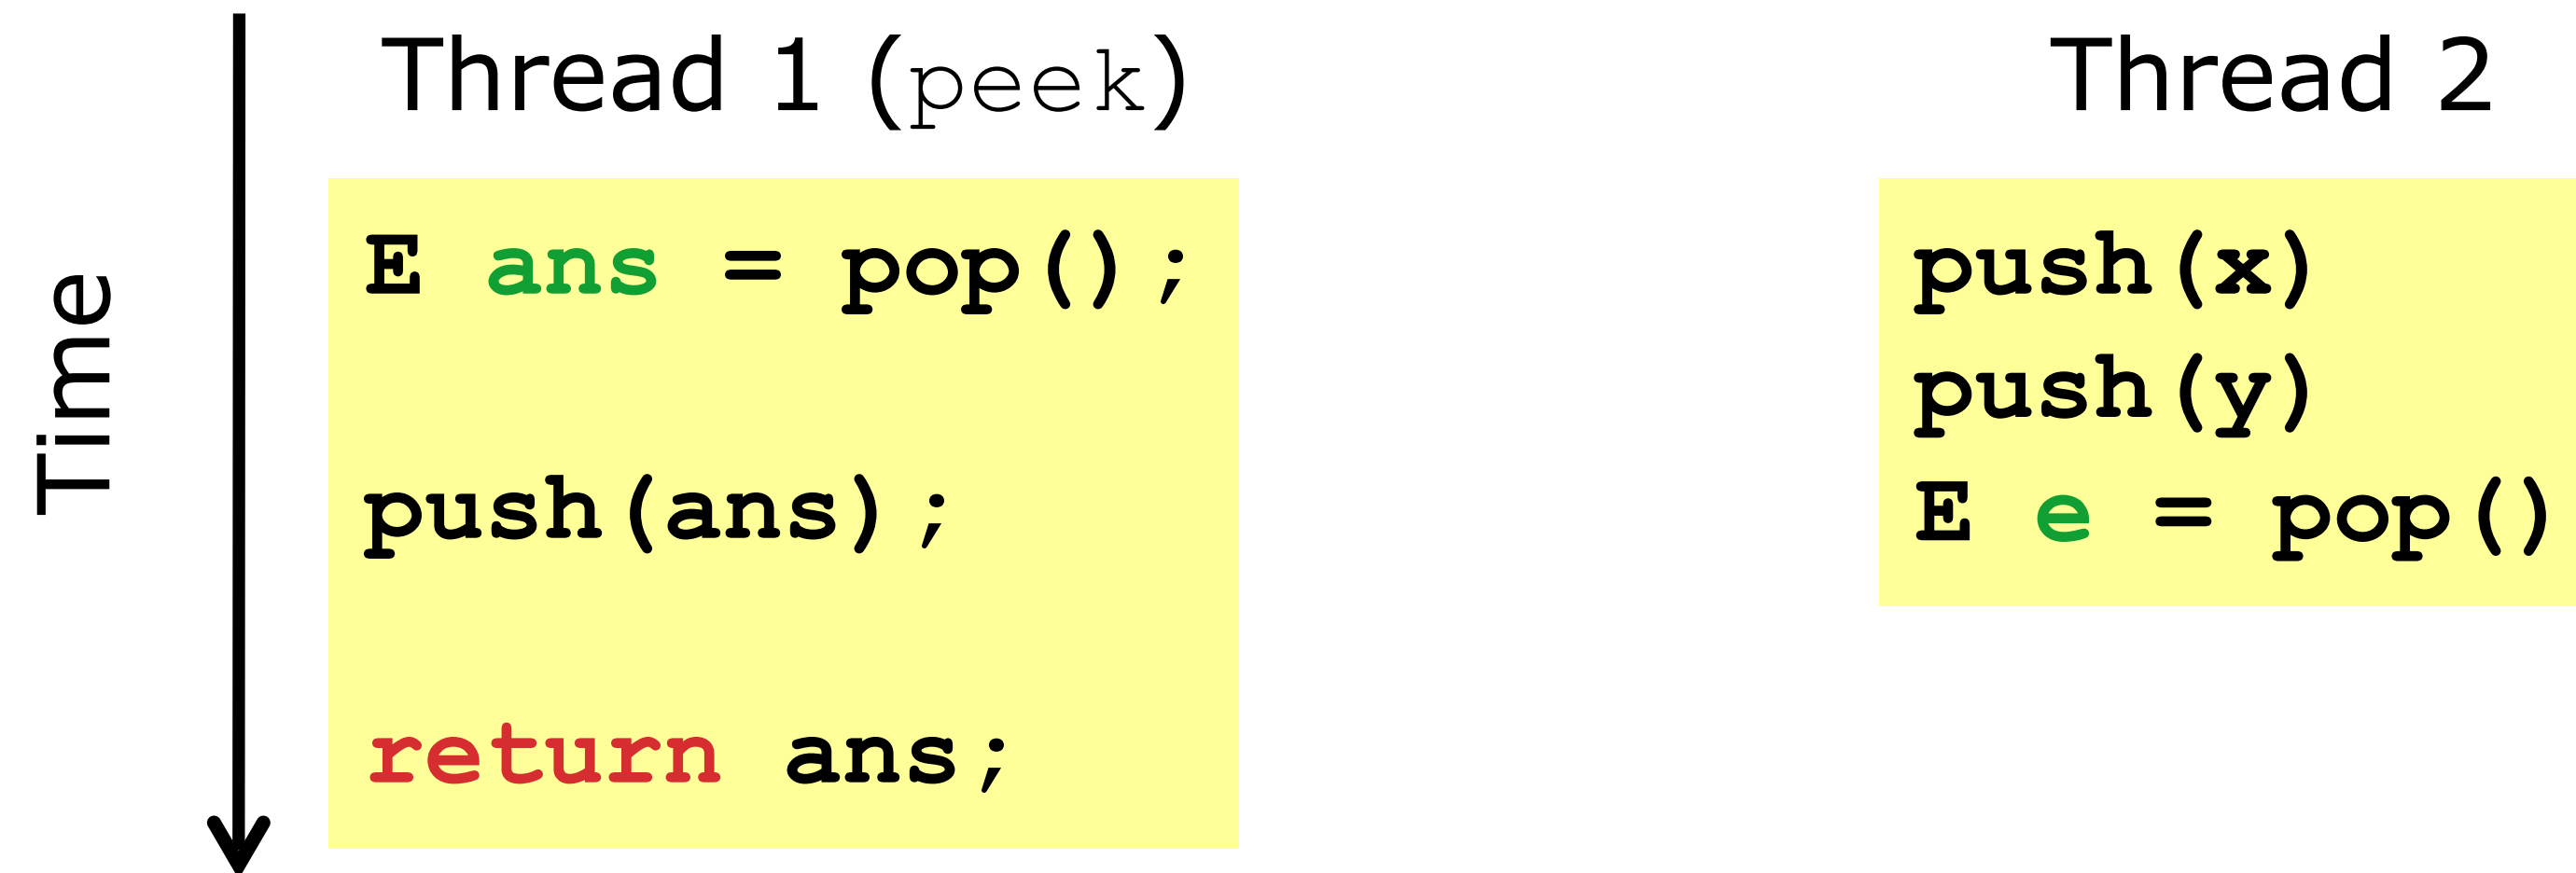 Time
Thread 1 (peek)
E ans = pop();
push(ans);
return ans;
Thread 2
push(x)
push(y)
E e = pop()